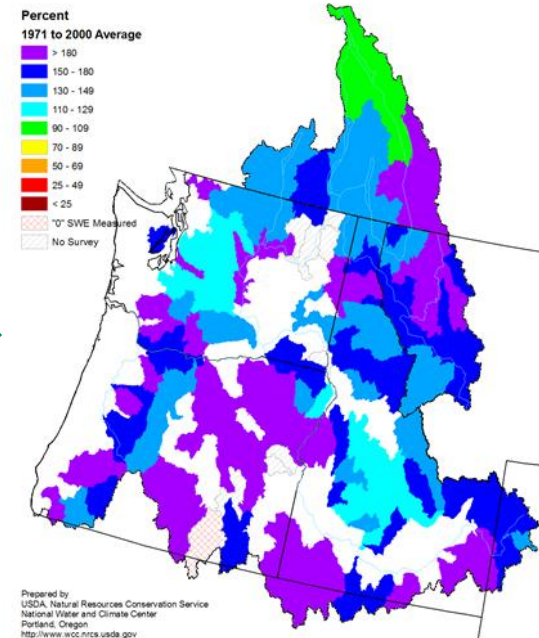 Percent
1971 to 2000 Average
> 180
150 - 180
130 - 149
110 - 129
90 - 109
70 - 89
50 - 69
25 - 49
< 25
"0" SWE Measured
No Survey
Prepared by
USDA, Natural Resources Conservation Service
National Water and Climate Center
Portland, Oregon
http://www.wcc.nrcs.usda.gov